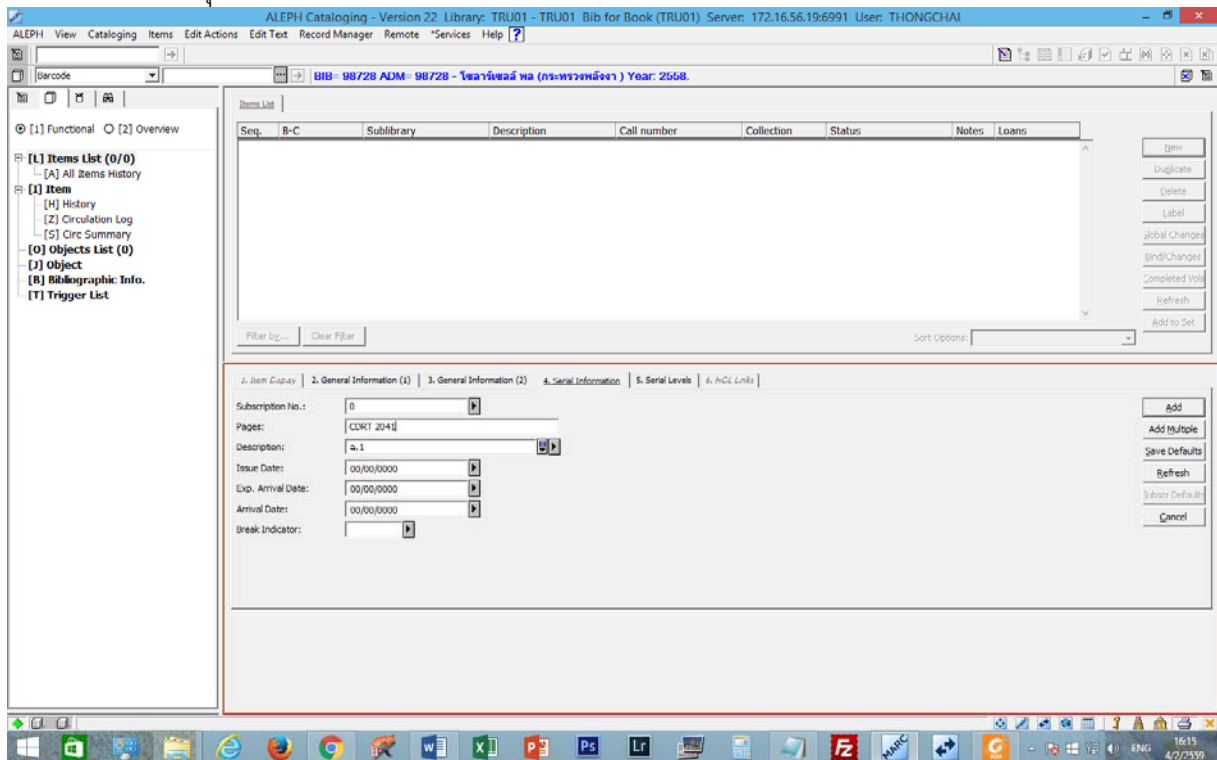 ALEPH Cataloging - Version 22 Library: TRU01 - TRU01 Bib for Book (TRU01) Server: 172.16.56.19:6991 User: THONGCHAI
ALEPH View Cataloging Items Edit Actions Edit Text Record Manager Remote *Services Help ?
Barcode BIB= 98728 ADM= 98728 - โซลาร์เซลล์ พล (กระทรวงพลังงา ) Year: 2558.
[1] Functional [2] Overview
[L] Items List (0/0)
[A] All Items History
[I] Item
[H] History
[Z] Circulation Log
[S] Circ Summary
[O] Objects List (0)
[J] Object
[B] Bibliographic Info.
[T] Trigger List
Items List
Seq. B-C Sublibrary Description Call number Collection Status Notes Loans
New
Duplicate
Delete
Label
Global Changes
Bind/Changes
Completed Vols
Refresh
Add to Set
Filter by... Clear Filter Sort Options:
2. General Information (1) 3. General Information (2) 4. Serial Information 5. Serial Levels 6. HOL Links
Subscription No.: 0
Pages: CDRT 2041
Description: ฉ.1
Issue Date: 00/00/0000
Exp. Arrival Date: 00/00/0000
Arrival Date: 00/00/0000
Break Indicator:
Add
Add Multiple
Save Defaults
Refresh
Subscr Defaults
Cancel
Ps Lr Fz MARC ENG 16:15
4/2/2559